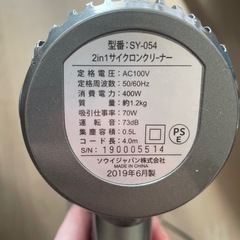 型番：SY-054
2in1サイクロンクリーナー
定格電圧：AC100V
定格周波数：50/60Hz
消費電力：400W
質量：約1.2kg
吸引仕事率：70W
運転音：73dB
集塵容量：0.5L
コード長：4.0m
S/N：190005514
PSE
ソウイジャパン株式会社
MADE IN CHINA
2019年6月製